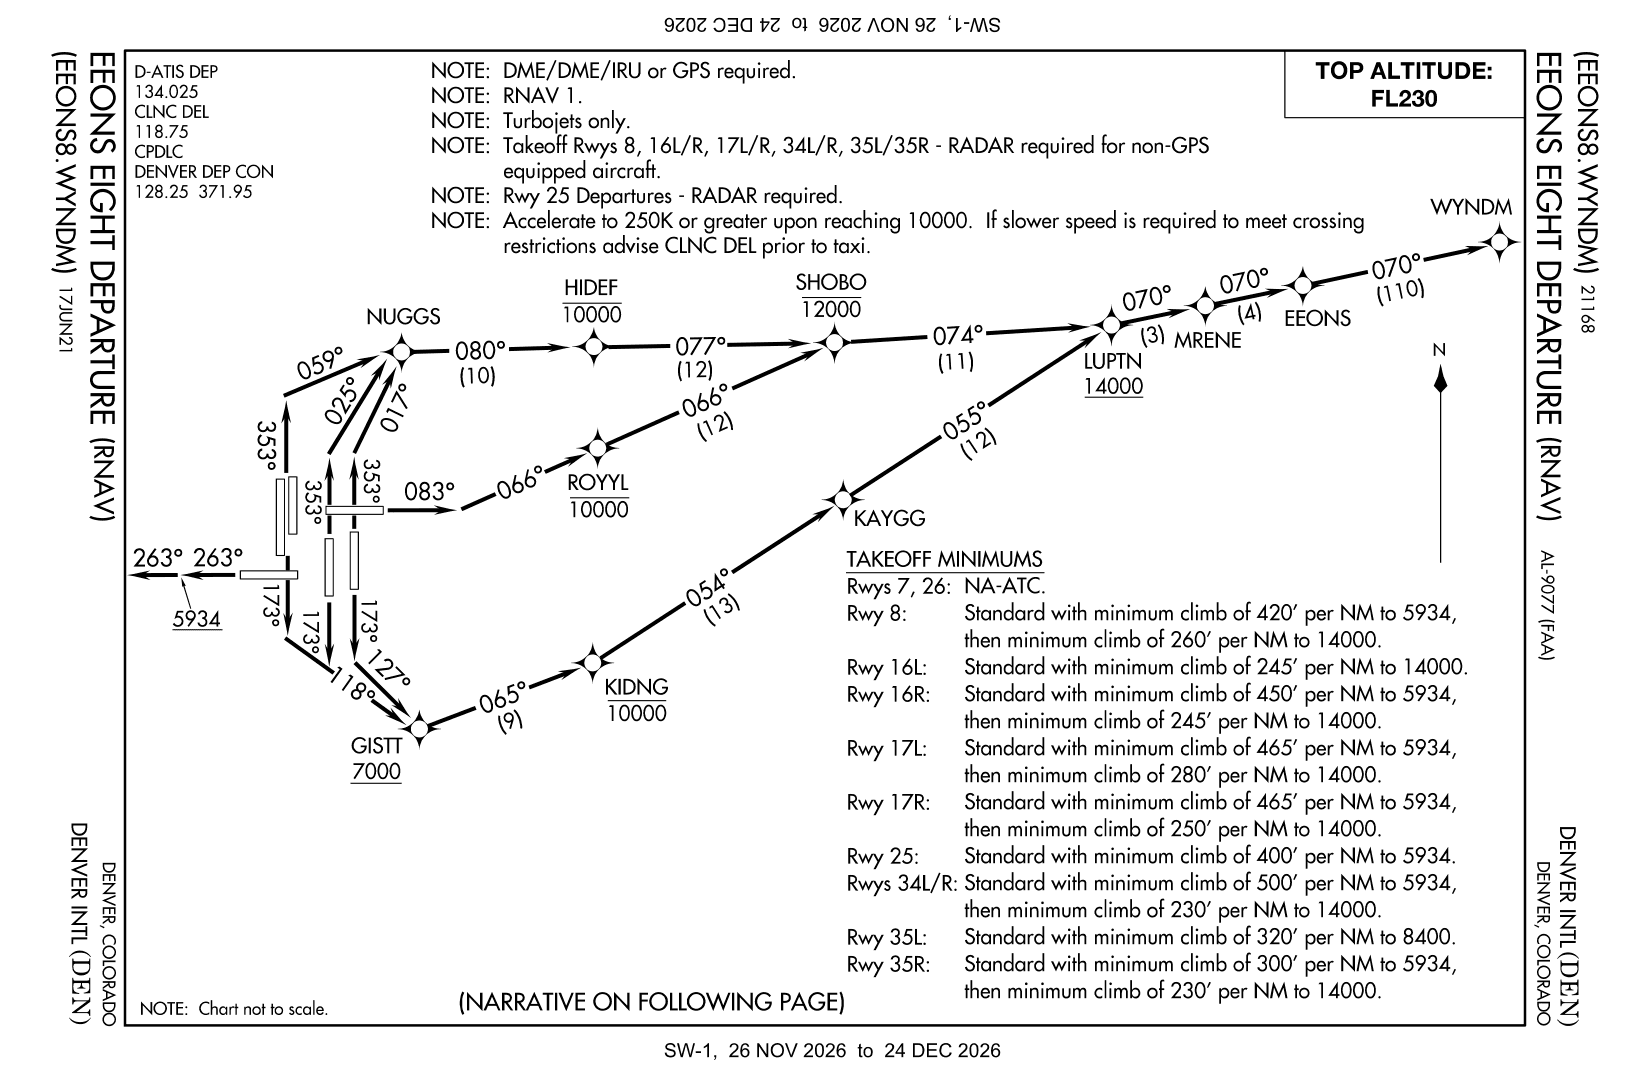 SW-1, 26 NOV 2026 to 24 DEC 2026
(EEONS8.WYNDM) 17JUN21
EEONS EIGHT DEPARTURE (RNAV)
DENVER INTL (DEN)
DENVER, COLORADO
D-ATIS DEP
134.025
CLNC DEL
118.75
CPDLC
DENVER DEP CON
128.25 371.95
NOTE: DME/DME/IRU or GPS required.
NOTE: RNAV 1.
NOTE: Turbojets only.
NOTE: Takeoff Rwys 8, 16L/R, 17L/R, 34L/R, 35L/35R - RADAR required for non-GPS
equipped aircraft.
NOTE: Rwy 25 Departures - RADAR required.
NOTE: Accelerate to 250K or greater upon reaching 10000. If slower speed is required to meet crossing
restrictions advise CLNC DEL prior to taxi.
TOP ALTITUDE:
FL230
WYNDM
070°
(110)
EEONS
070°
(4)
MRENE
070°
(3)
LUPTN
14000
074°
(11)
SHOBO
12000
077°
(12)
HIDEF
10000
080°
(10)
NUGGS
059°
025°
017°
353°
353°
353°
083°
066°
ROYYL
10000
066°
(12)
055°
(12)
KAYGG
054°
(13)
KIDNG
10000
065°
(9)
GISTT
7000
263° 263°
5934
173°
173°
173°
127°
118°
N
TAKEOFF MINIMUMS
Rwys 7, 26: NA-ATC.
Rwy 8: Standard with minimum climb of 420' per NM to 5934,
then minimum climb of 260' per NM to 14000.
Rwy 16L: Standard with minimum climb of 245' per NM to 14000.
Rwy 16R: Standard with minimum climb of 450' per NM to 5934,
then minimum climb of 245' per NM to 14000.
Rwy 17L: Standard with minimum climb of 465' per NM to 5934,
then minimum climb of 280' per NM to 14000.
Rwy 17R: Standard with minimum climb of 465' per NM to 5934,
then minimum climb of 250' per NM to 14000.
Rwy 25: Standard with minimum climb of 400' per NM to 5934.
Rwys 34L/R: Standard with minimum climb of 500' per NM to 5934,
then minimum climb of 230' per NM to 14000.
Rwy 35L: Standard with minimum climb of 320' per NM to 8400.
Rwy 35R: Standard with minimum climb of 300' per NM to 5934,
then minimum climb of 230' per NM to 14000.
NOTE: Chart not to scale.
(NARRATIVE ON FOLLOWING PAGE)
(EEONS8.WYNDM) 21168
EEONS EIGHT DEPARTURE (RNAV)
AL-9077 (FAA)
DENVER INTL (DEN)
DENVER, COLORADO
SW-1, 26 NOV 2026 to 24 DEC 2026